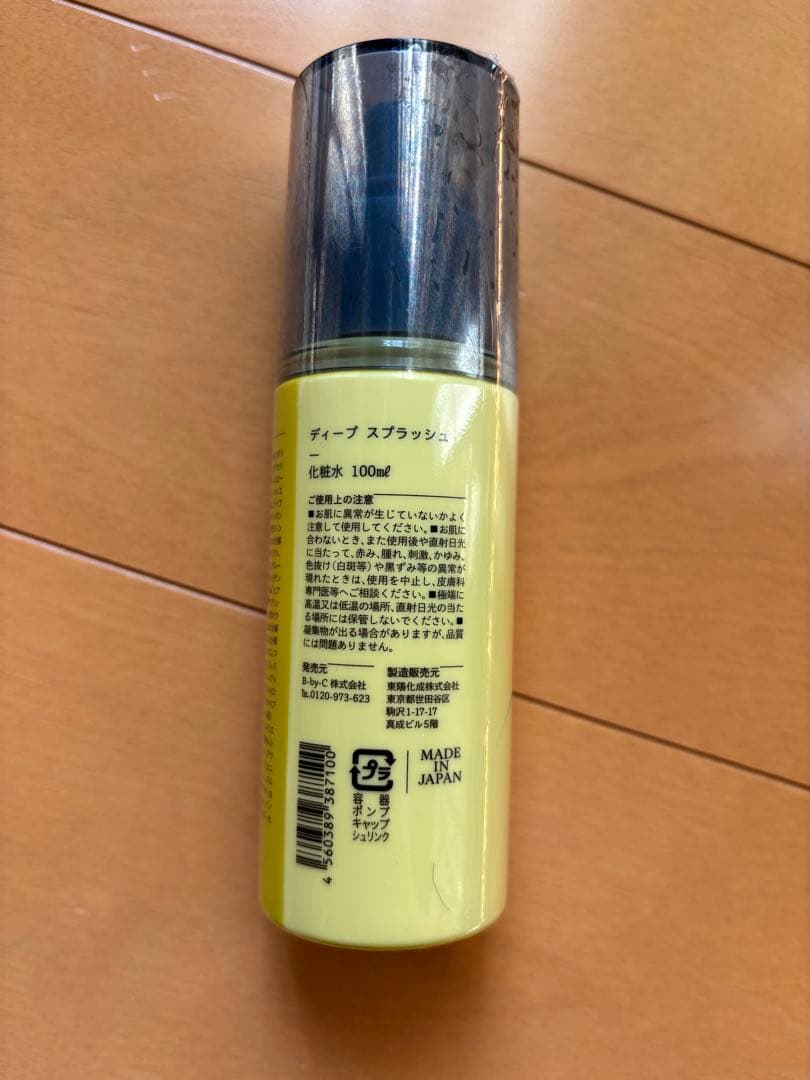 ディープ スプラッシュ
化粧水 100mℓ
ご使用上の注意
■お肌に異常が生じていないかよく
注意して使用してください。■お肌に
合わないとき、また使用後や直射日光
に当たって、赤み、腫れ、刺激、かゆみ、
色抜け(白斑等)や黒ずみ等の異常が
現れたときは、使用を中止し、皮膚科
専門医等へご相談ください。■極端に
高温又は低温の場所、直射日光の当た
る場所には保管しないでください。■
凝集物が出る場合がありますが、品質
には問題ありません。
発売元
B-by-C 株式会社
℡0120-973-623
製造販売元
東陽化成株式会社
東京都世田谷区
駒沢1-17-17
真成ビル5階
4 560389 387100
プラ
容器
ポンプ
キャップ
シュリンク
MADE
IN
JAPAN